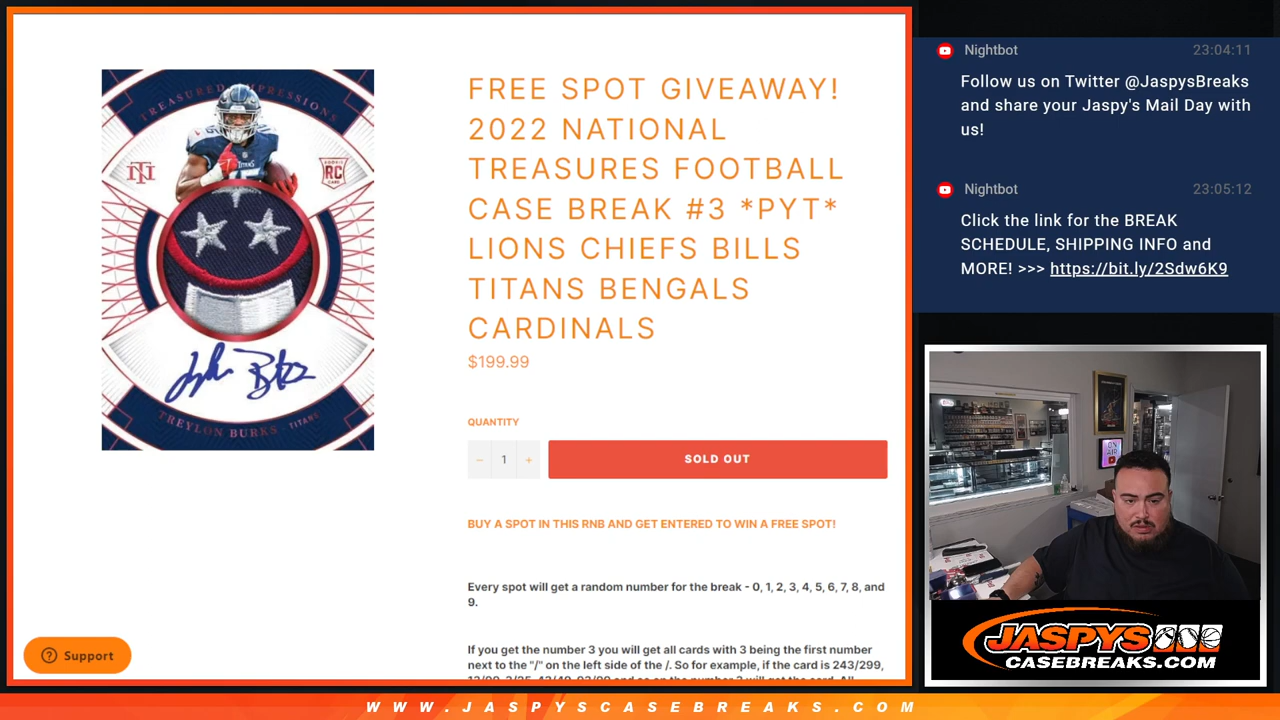 FREE SPOT GIVEAWAY!
2022 NATIONAL
TREASURES FOOTBALL
CASE BREAK #3 *PYT*
LIONS CHIEFS BILLS
TITANS BENGALS
CARDINALS
$199.99
QUANTITY
− 1 +
SOLD OUT
BUY A SPOT IN THIS RNB AND GET ENTERED TO WIN A FREE SPOT!
Every spot will get a random number for the break - 0, 1, 2, 3, 4, 5, 6, 7, 8, and
9.
If you get the number 3 you will get all cards with 3 being the first number
next to the "/" on the left side of the /. So for example, if the card is 243/299,
TREASURED IMPRESSIONS
NT
RC
TREYLON BURKS - TITANS
Support
Nightbot 23:04:11
Follow us on Twitter @JaspysBreaks
and share your Jaspy's Mail Day with
us!
Nightbot 23:05:12
Click the link for the BREAK
SCHEDULE, SHIPPING INFO and
MORE! >>> https://bit.ly/2Sdw6K9
ON
AIR
JASPYS
CASEBREAKS.COM
WWW.JASPYSCASEBREAKS.COM